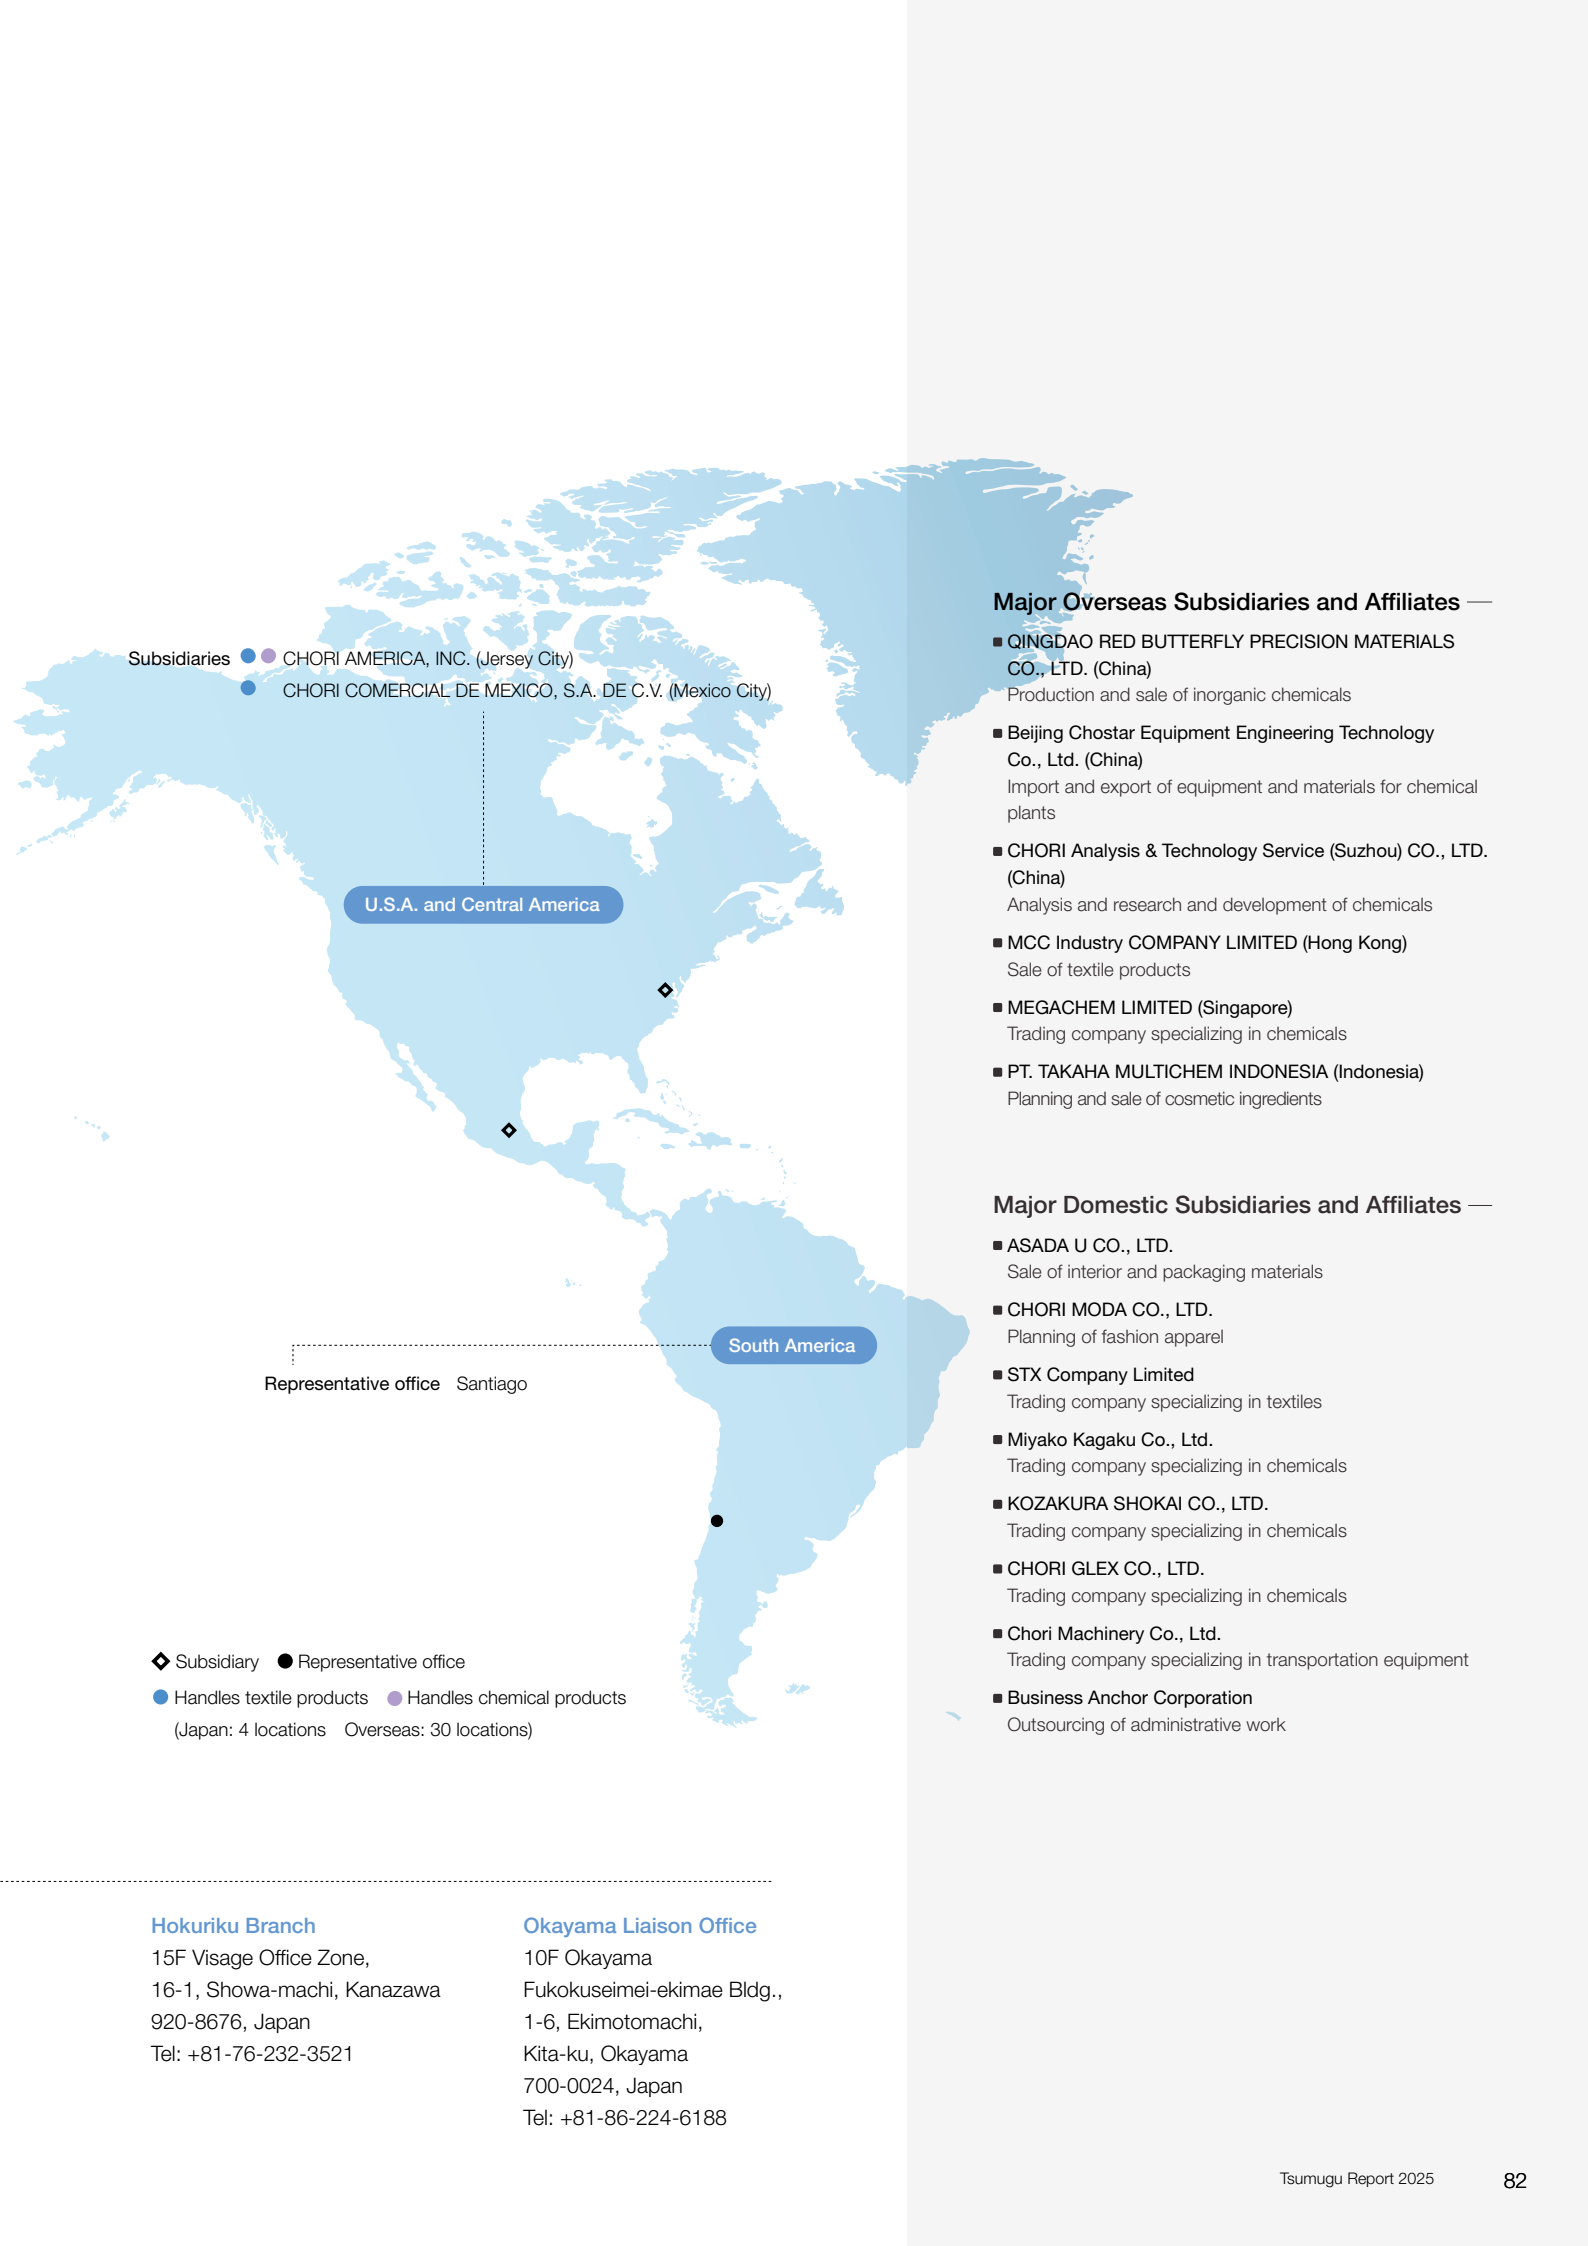 Subsidiaries CHORI AMERICA, INC. (Jersey City)
CHORI COMERCIAL DE MEXICO, S.A. DE C.V. (Mexico City)
U.S.A. and Central America
South America
Representative office Santiago
Subsidiary Representative office
Handles textile products Handles chemical products
(Japan: 4 locations Overseas: 30 locations)
Hokuriku Branch
15F Visage Office Zone,
16-1, Showa-machi, Kanazawa
920-8676, Japan
Tel: +81-76-232-3521
Okayama Liaison Office
10F Okayama
Fukokuseimei-ekimae Bldg.,
1-6, Ekimotomachi,
Kita-ku, Okayama
700-0024, Japan
Tel: +81-86-224-6188
Major Overseas Subsidiaries and Affiliates
QINGDAO RED BUTTERFLY PRECISION MATERIALS
CO., LTD. (China)
Production and sale of inorganic chemicals
Beijing Chostar Equipment Engineering Technology
Co., Ltd. (China)
Import and export of equipment and materials for chemical
plants
CHORI Analysis & Technology Service (Suzhou) CO., LTD.
(China)
Analysis and research and development of chemicals
MCC Industry COMPANY LIMITED (Hong Kong)
Sale of textile products
MEGACHEM LIMITED (Singapore)
Trading company specializing in chemicals
PT. TAKAHA MULTICHEM INDONESIA (Indonesia)
Planning and sale of cosmetic ingredients
Major Domestic Subsidiaries and Affiliates
ASADA U CO., LTD.
Sale of interior and packaging materials
CHORI MODA CO., LTD.
Planning of fashion apparel
STX Company Limited
Trading company specializing in textiles
Miyako Kagaku Co., Ltd.
Trading company specializing in chemicals
KOZAKURA SHOKAI CO., LTD.
Trading company specializing in chemicals
CHORI GLEX CO., LTD.
Trading company specializing in chemicals
Chori Machinery Co., Ltd.
Trading company specializing in transportation equipment
Business Anchor Corporation
Outsourcing of administrative work
Tsumugu Report 2025 82